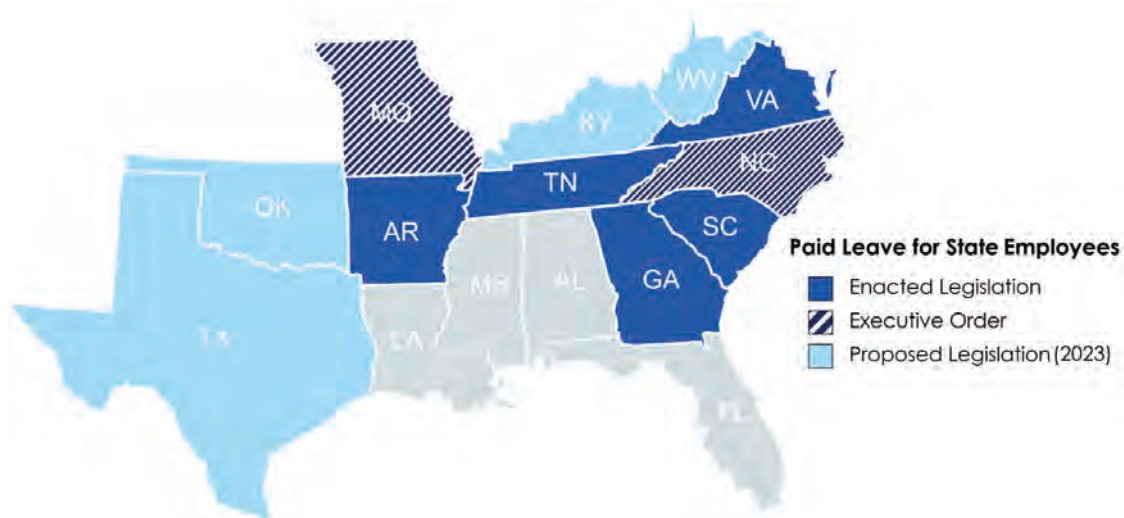 WV
VA
MO
KY
NC
TN
OK
AR
SC
MS
AL
GA
TX
LA
FL
Paid Leave for State Employees
Enacted Legislation
Executive Order
Proposed Legislation (2023)